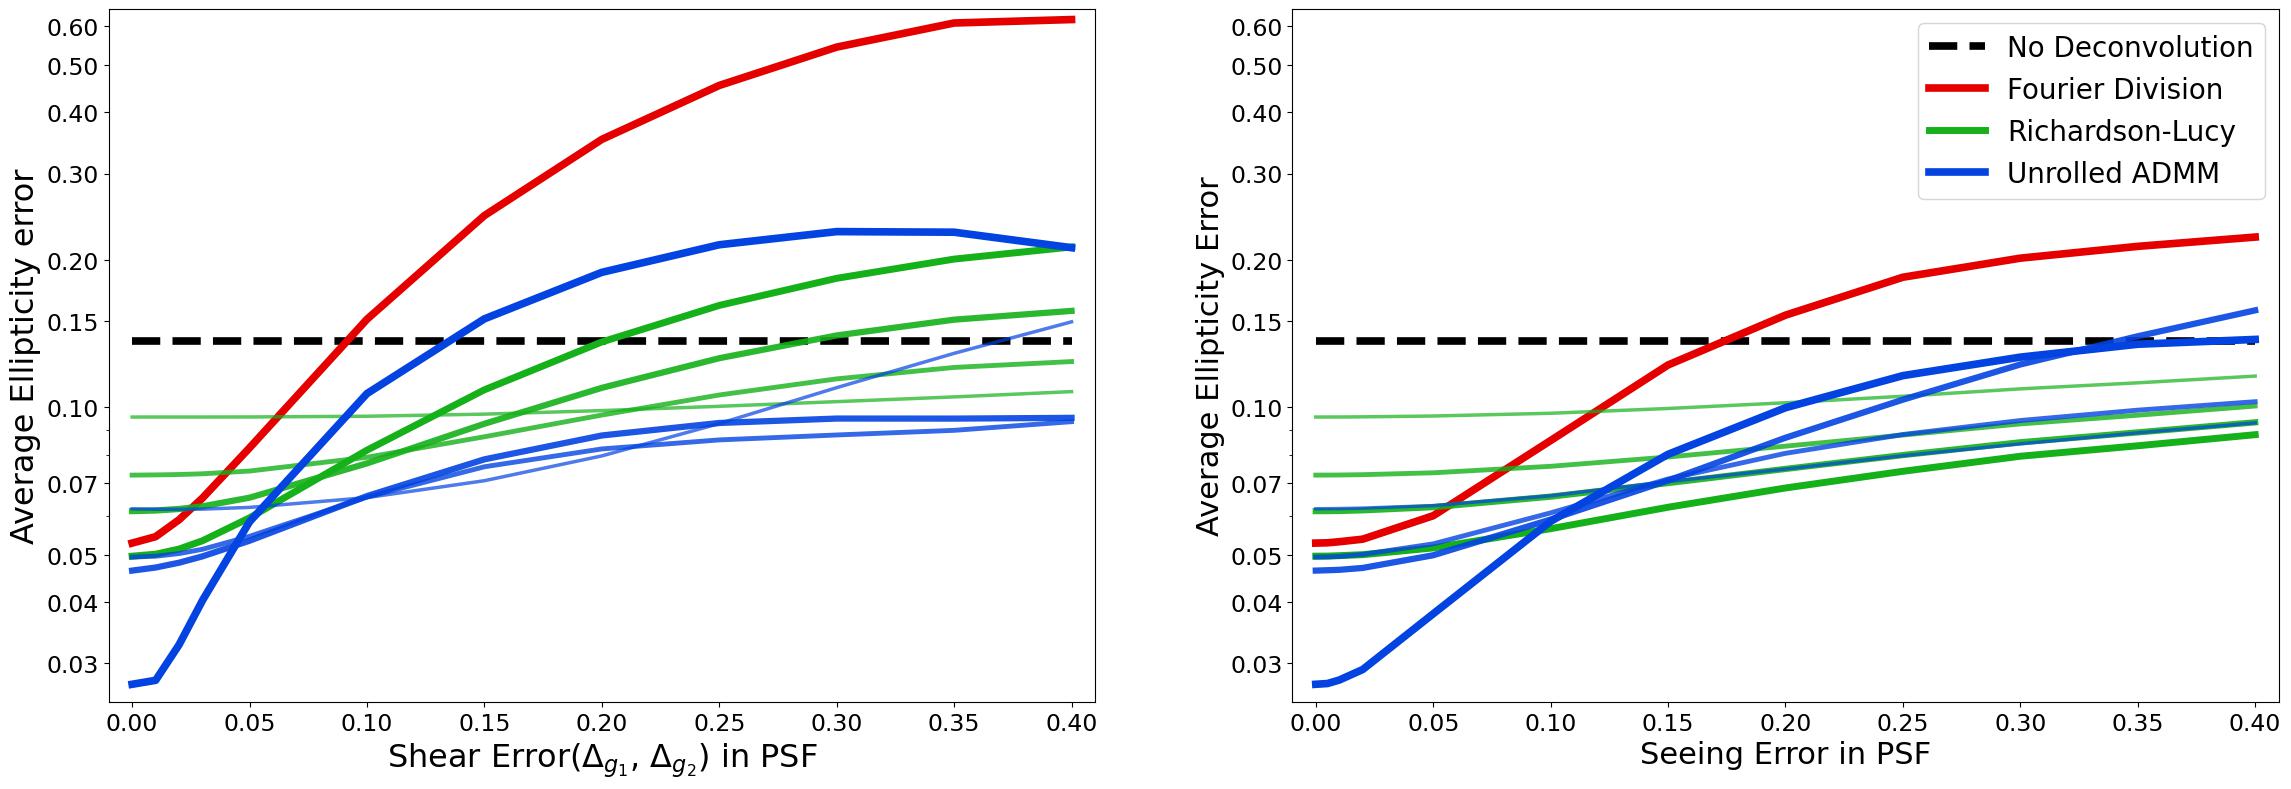 Average Ellipticity error
0.60
0.50
0.40
0.30
0.20
0.15
0.10
0.07
0.05
0.04
0.03
0.00 0.05 0.10 0.15 0.20 0.25 0.30 0.35 0.40
Shear Error(Δg1, Δg2) in PSF
Average Ellipticity Error
0.60
0.50
0.40
0.30
0.20
0.15
0.10
0.07
0.05
0.04
0.03
0.00 0.05 0.10 0.15 0.20 0.25 0.30 0.35 0.40
Seeing Error in PSF
No Deconvolution
Fourier Division
Richardson-Lucy
Unrolled ADMM